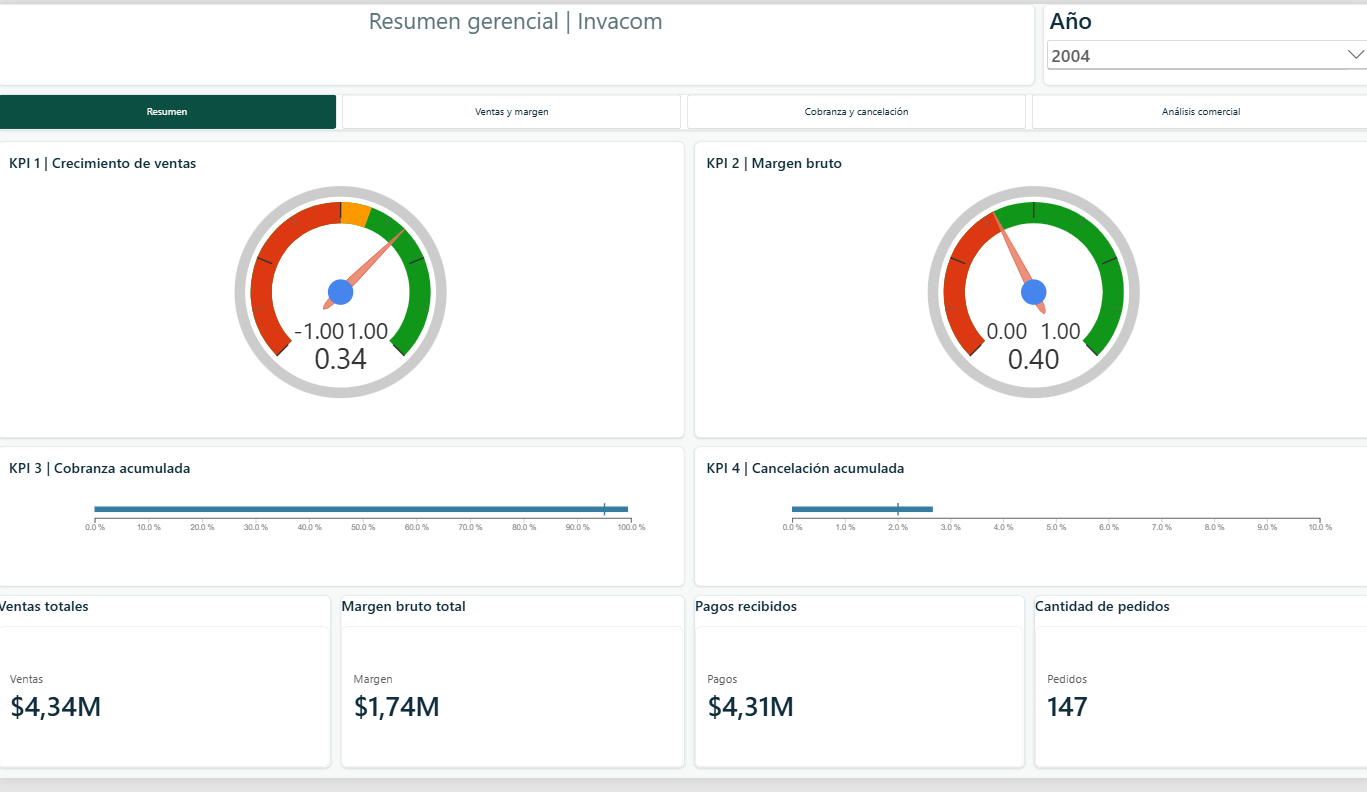 Resumen gerencial | Invacom
Año
2004
Resumen
Ventas y margen
Cobranza y cancelación
Análisis comercial
KPI 1 | Crecimiento de ventas
-1.00 1.00
0.34
KPI 2 | Margen bruto
0.00 1.00
0.40
KPI 3 | Cobranza acumulada
0.0 % 10.0 % 20.0 % 30.0 % 40.0 % 50.0 % 60.0 % 70.0 % 80.0 % 90.0 % 100.0 %
KPI 4 | Cancelación acumulada
0.0 % 1.0 % 2.0 % 3.0 % 4.0 % 5.0 % 6.0 % 7.0 % 8.0 % 9.0 % 10.0 %
Ventas totales
Ventas
$4,34M
Margen bruto total
Margen
$1,74M
Pagos recibidos
Pagos
$4,31M
Cantidad de pedidos
Pedidos
147